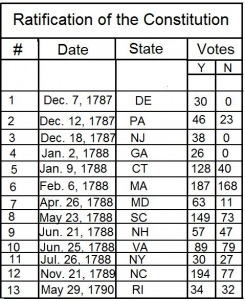 Ratification of the Constitution
# Date State Votes
Y N
1 Dec. 7, 1787 DE 30 0
2 Dec. 12, 1787 PA 46 23
3 Dec. 18, 1787 NJ 38 0
4 Jan. 2, 1788 GA 26 0
5 Jan. 9, 1788 CT 128 40
6 Feb. 6, 1788 MA 187 168
7 Apr. 26, 1788 MD 63 11
8 May 23, 1788 SC 149 73
9 Jun. 21, 1788 NH 57 47
10 Jun. 25, 1788 VA 89 79
11 Jul. 26, 1788 NY 30 27
12 Nov. 21, 1789 NC 194 77
13 May 29, 1790 RI 34 32